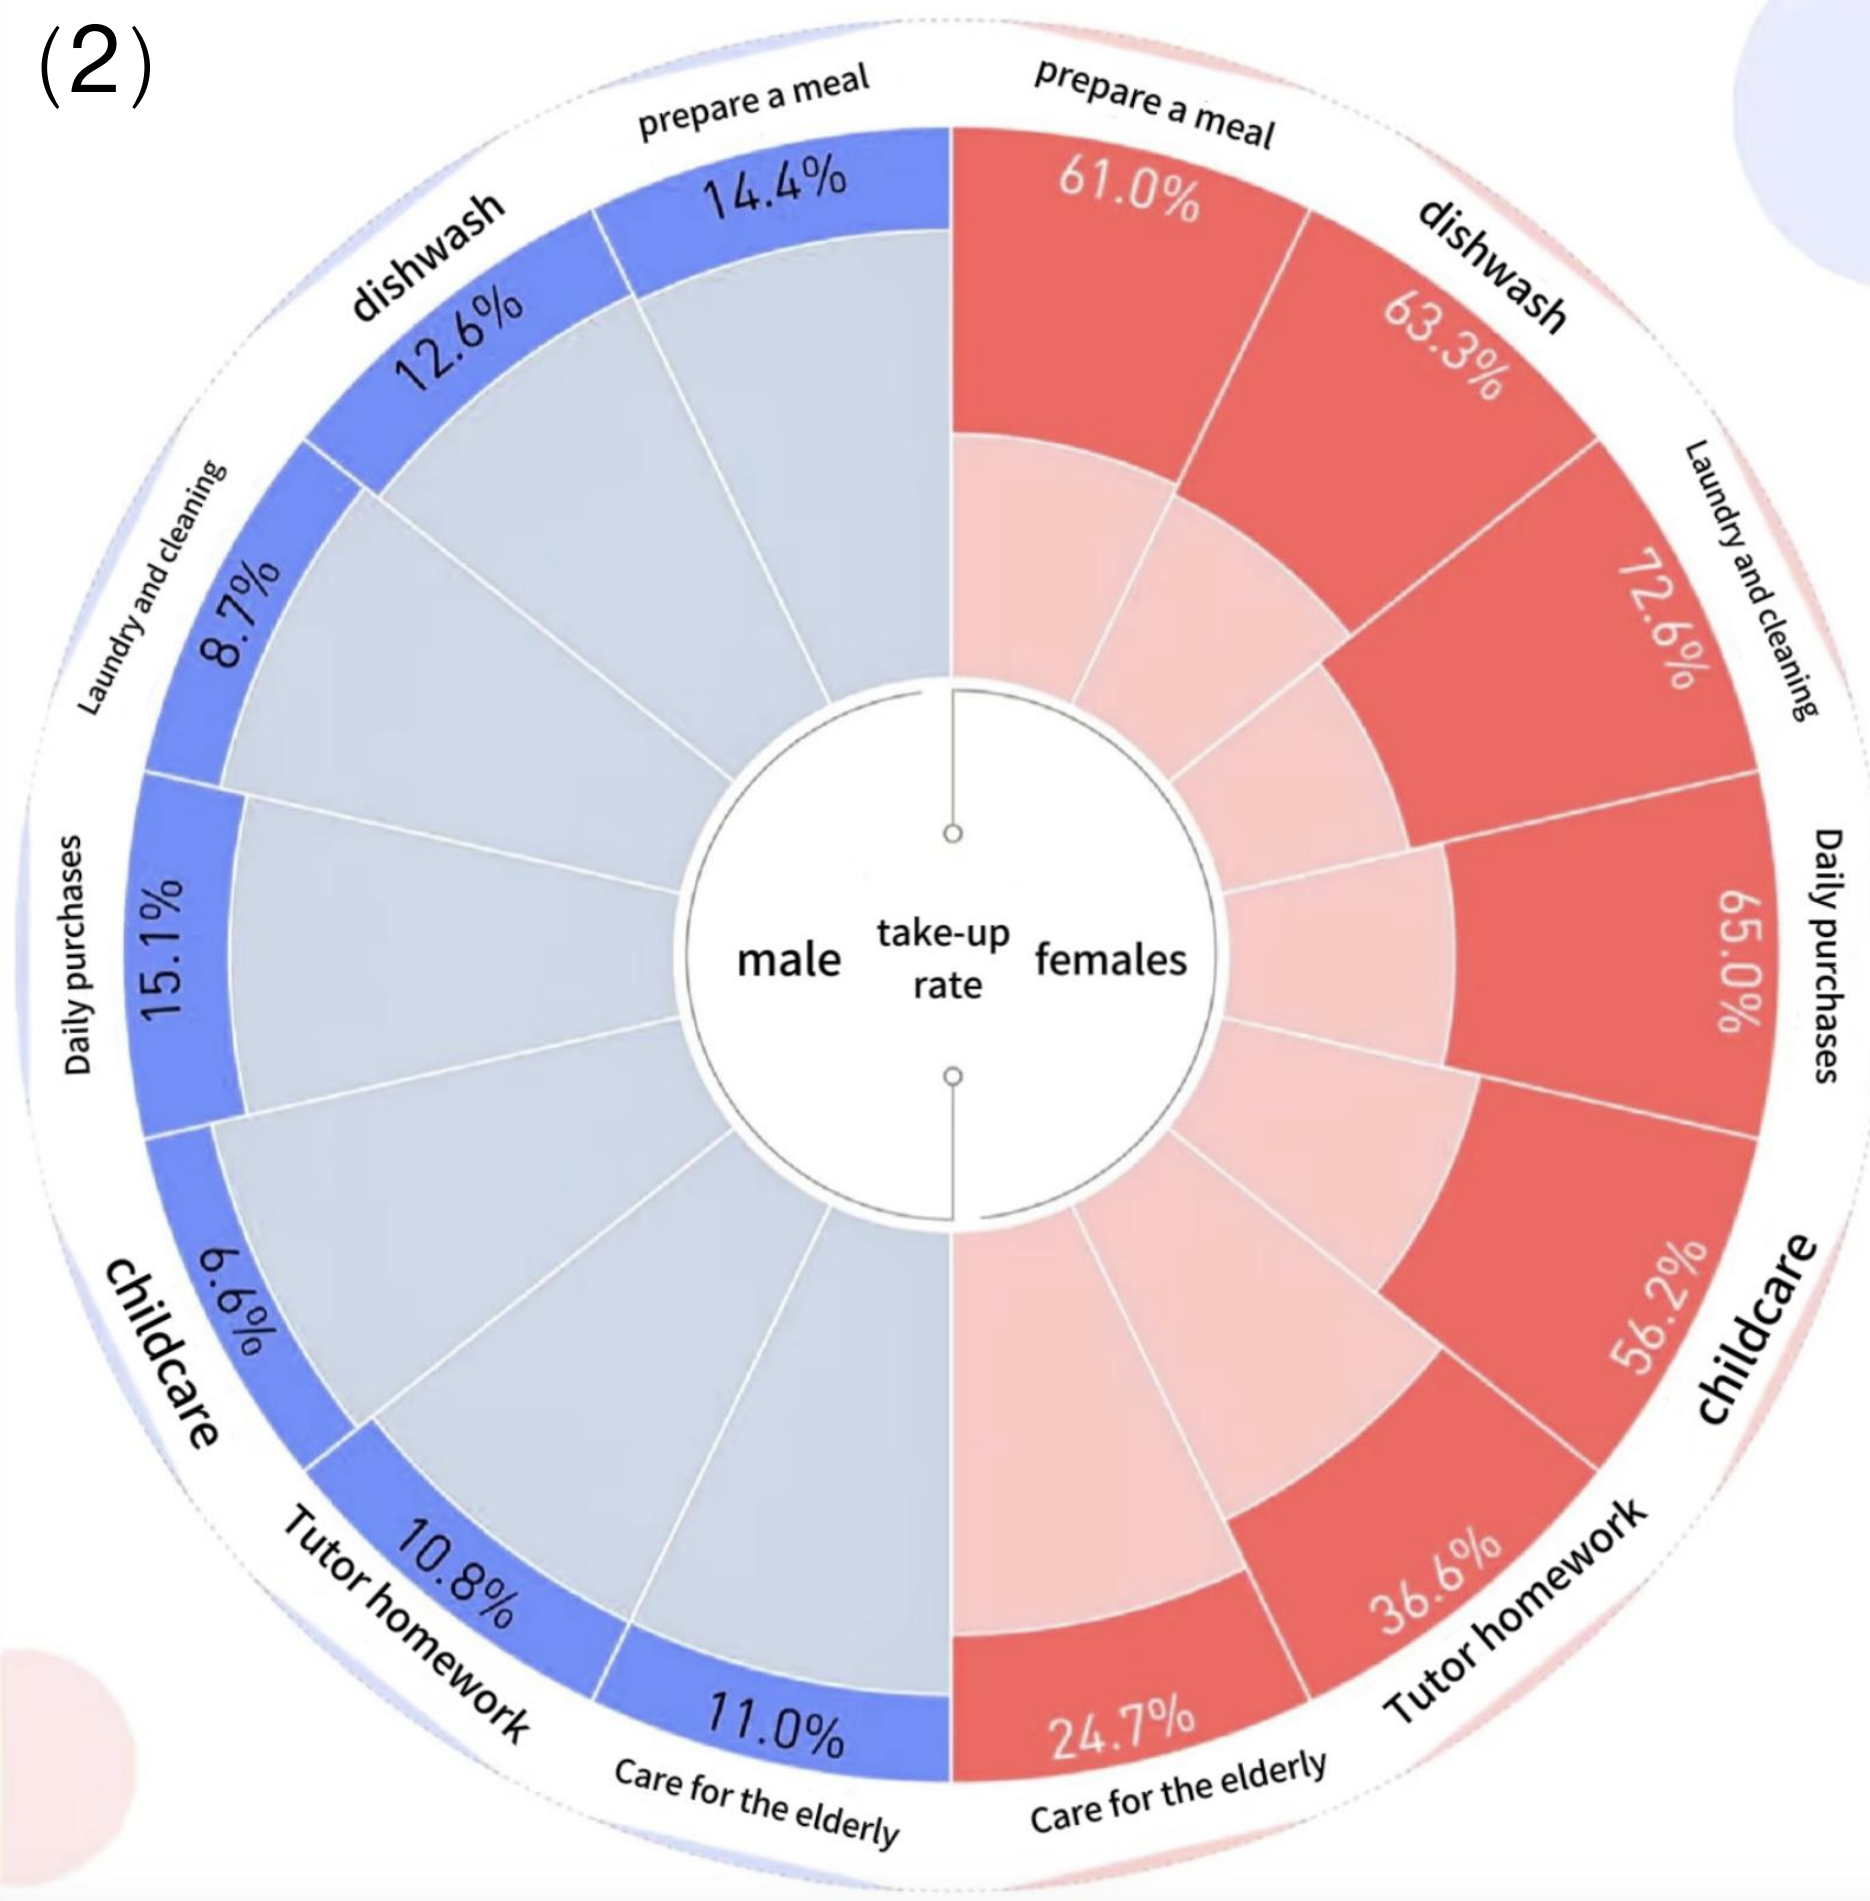 (2)
prepare a meal
14.4%
dishwash
12.6%
Laundry and cleaning
8.7%
Daily purchases
15.1%
childcare
6.6%
Tutor homework
10.8%
Care for the elderly
11.0%
prepare a meal
61.0%
dishwash
63.3%
Laundry and cleaning
72.6%
Daily purchases
65.0%
childcare
56.2%
Tutor homework
36.6%
Care for the elderly
24.7%
male
take-up
rate
females